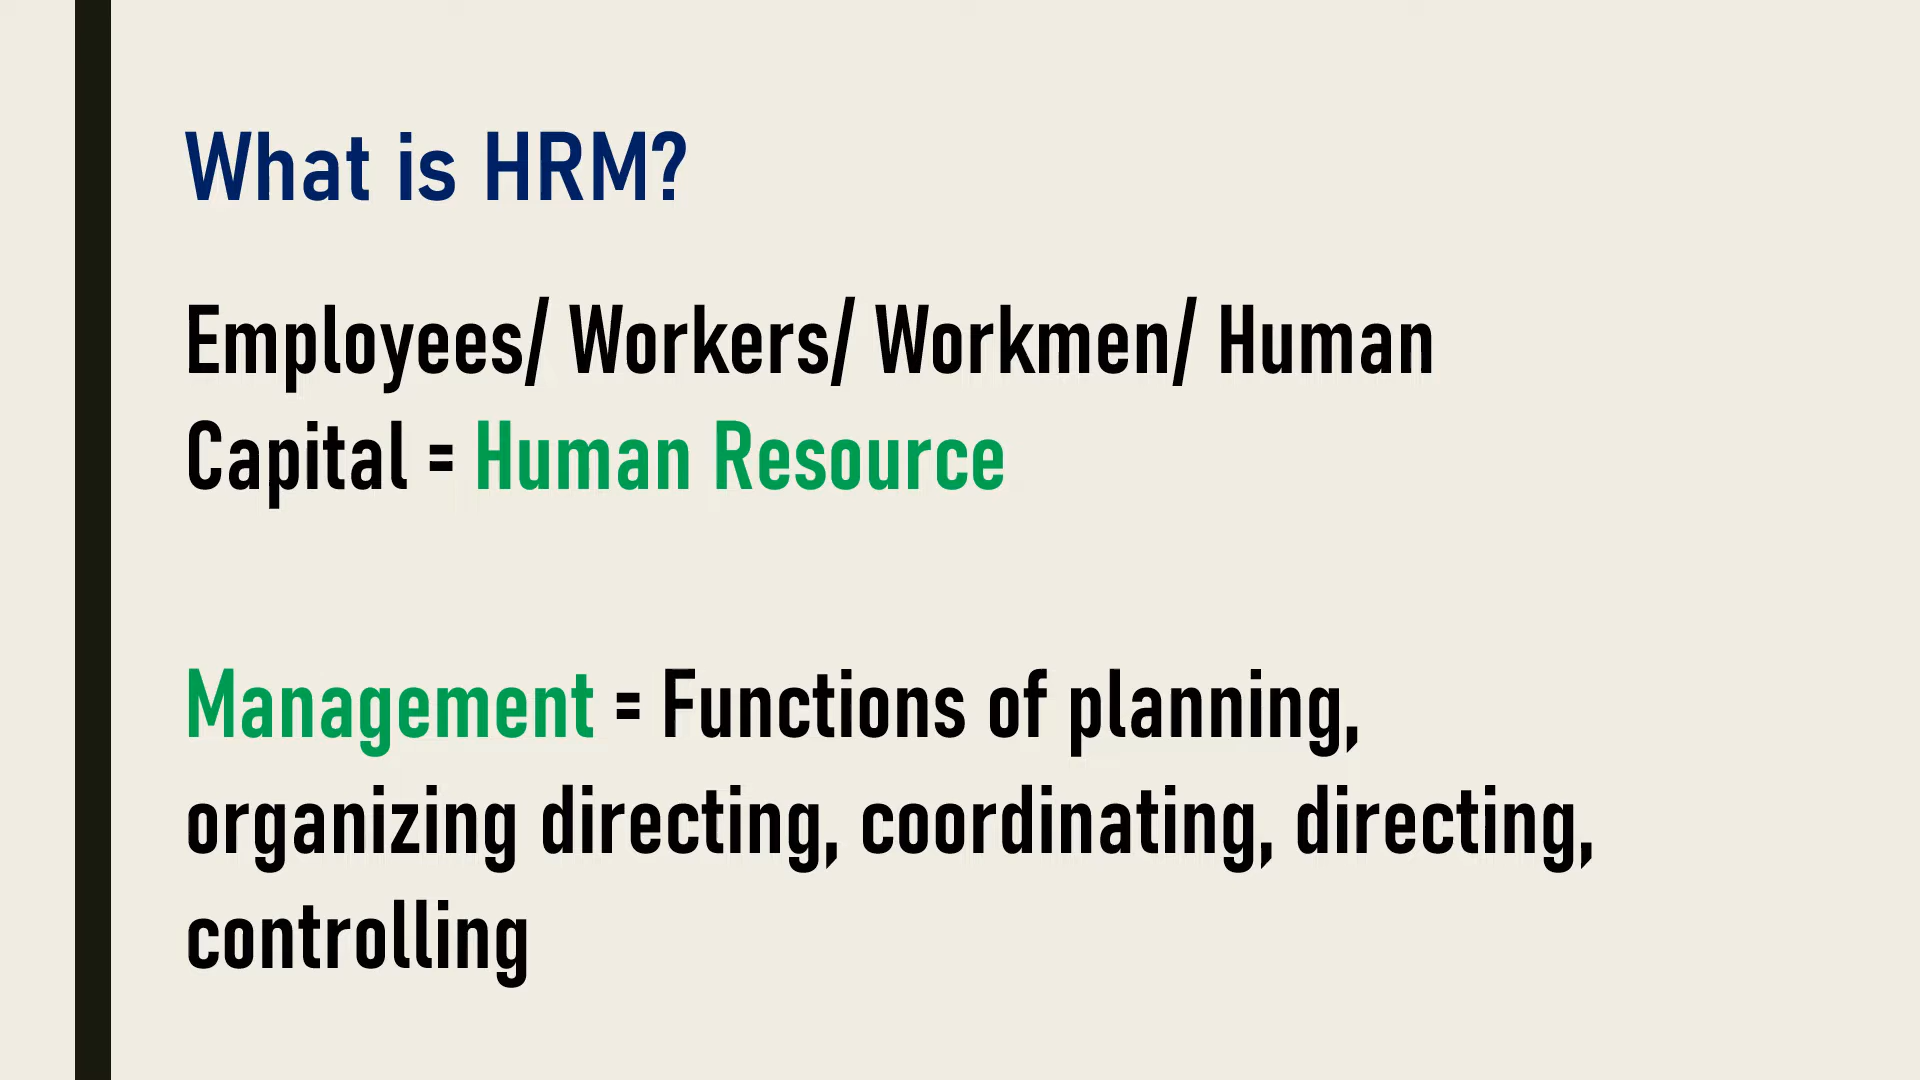 What is HRM?
Employees/ Workers/ Workmen/ Human
Capital = Human Resource
Management = Functions of planning,
organizing directing, coordinating, directing,
controlling